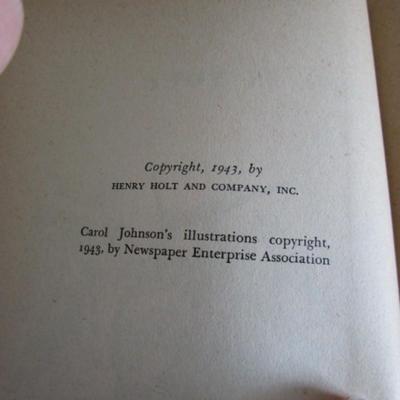 Copyright, 1943, by
HENRY HOLT AND COMPANY, INC.
Carol Johnson's illustrations copyright,
1943, by Newspaper Enterprise Association